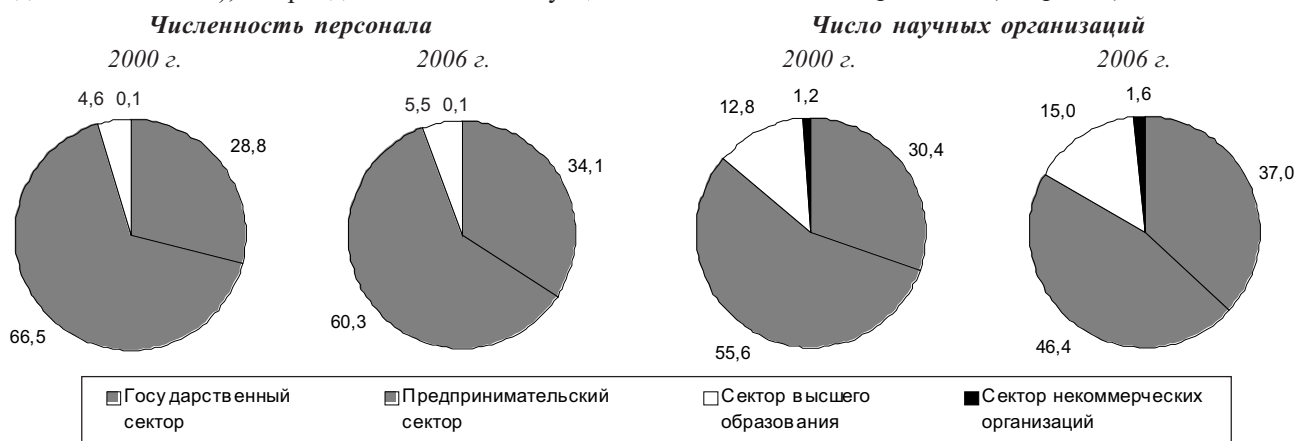 Численность персонала
Число научных организаций
2000 г.
2006 г.
2000 г.
2006 г.
4,6 0,1
28,8
66,5
5,5 0,1
34,1
60,3
12,8 1,2
30,4
55,6
15,0 1,6
37,0
46,4
Государственный
сектор
Предпринимательский
сектор
Сектор высшего
образования
Сектор некоммерческих
организаций